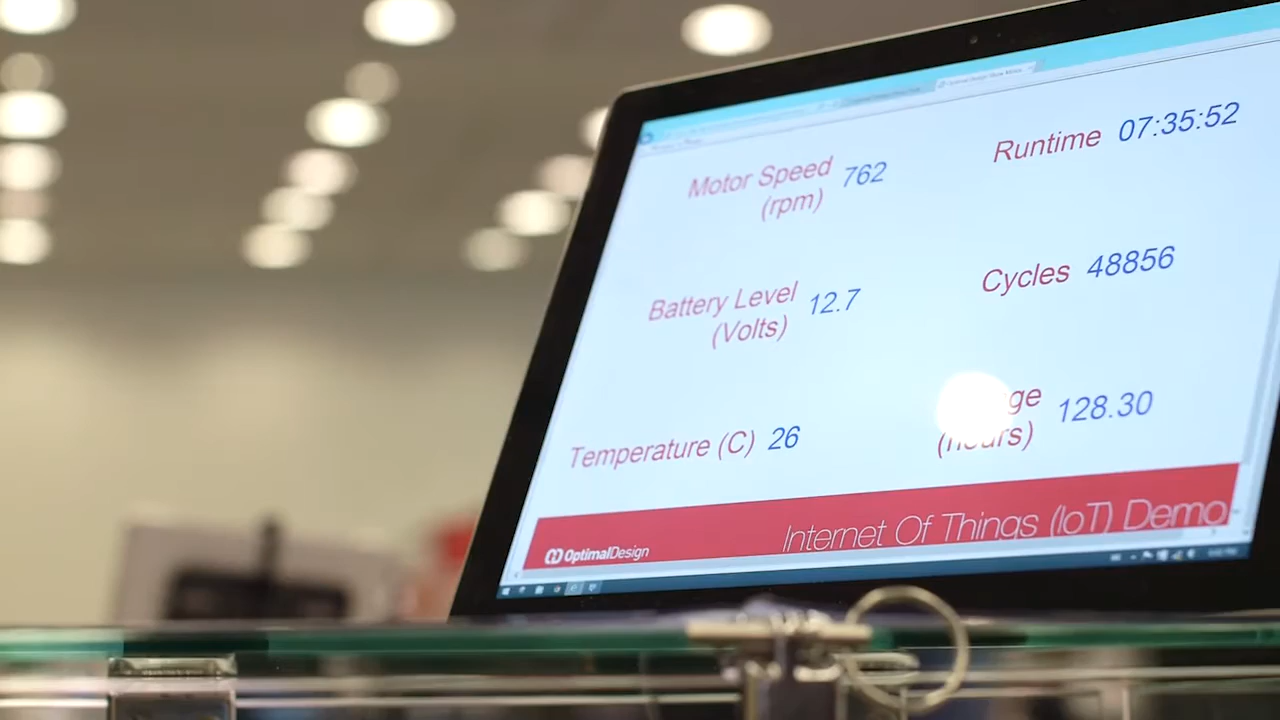 Motor Speed 762
(rpm)
Runtime 07:35:52
Battery Level 12.7
(Volts)
Cycles 48856
Temperature (C) 26
128.30
OptimalDesign
Internet Of Things (IoT) Demo